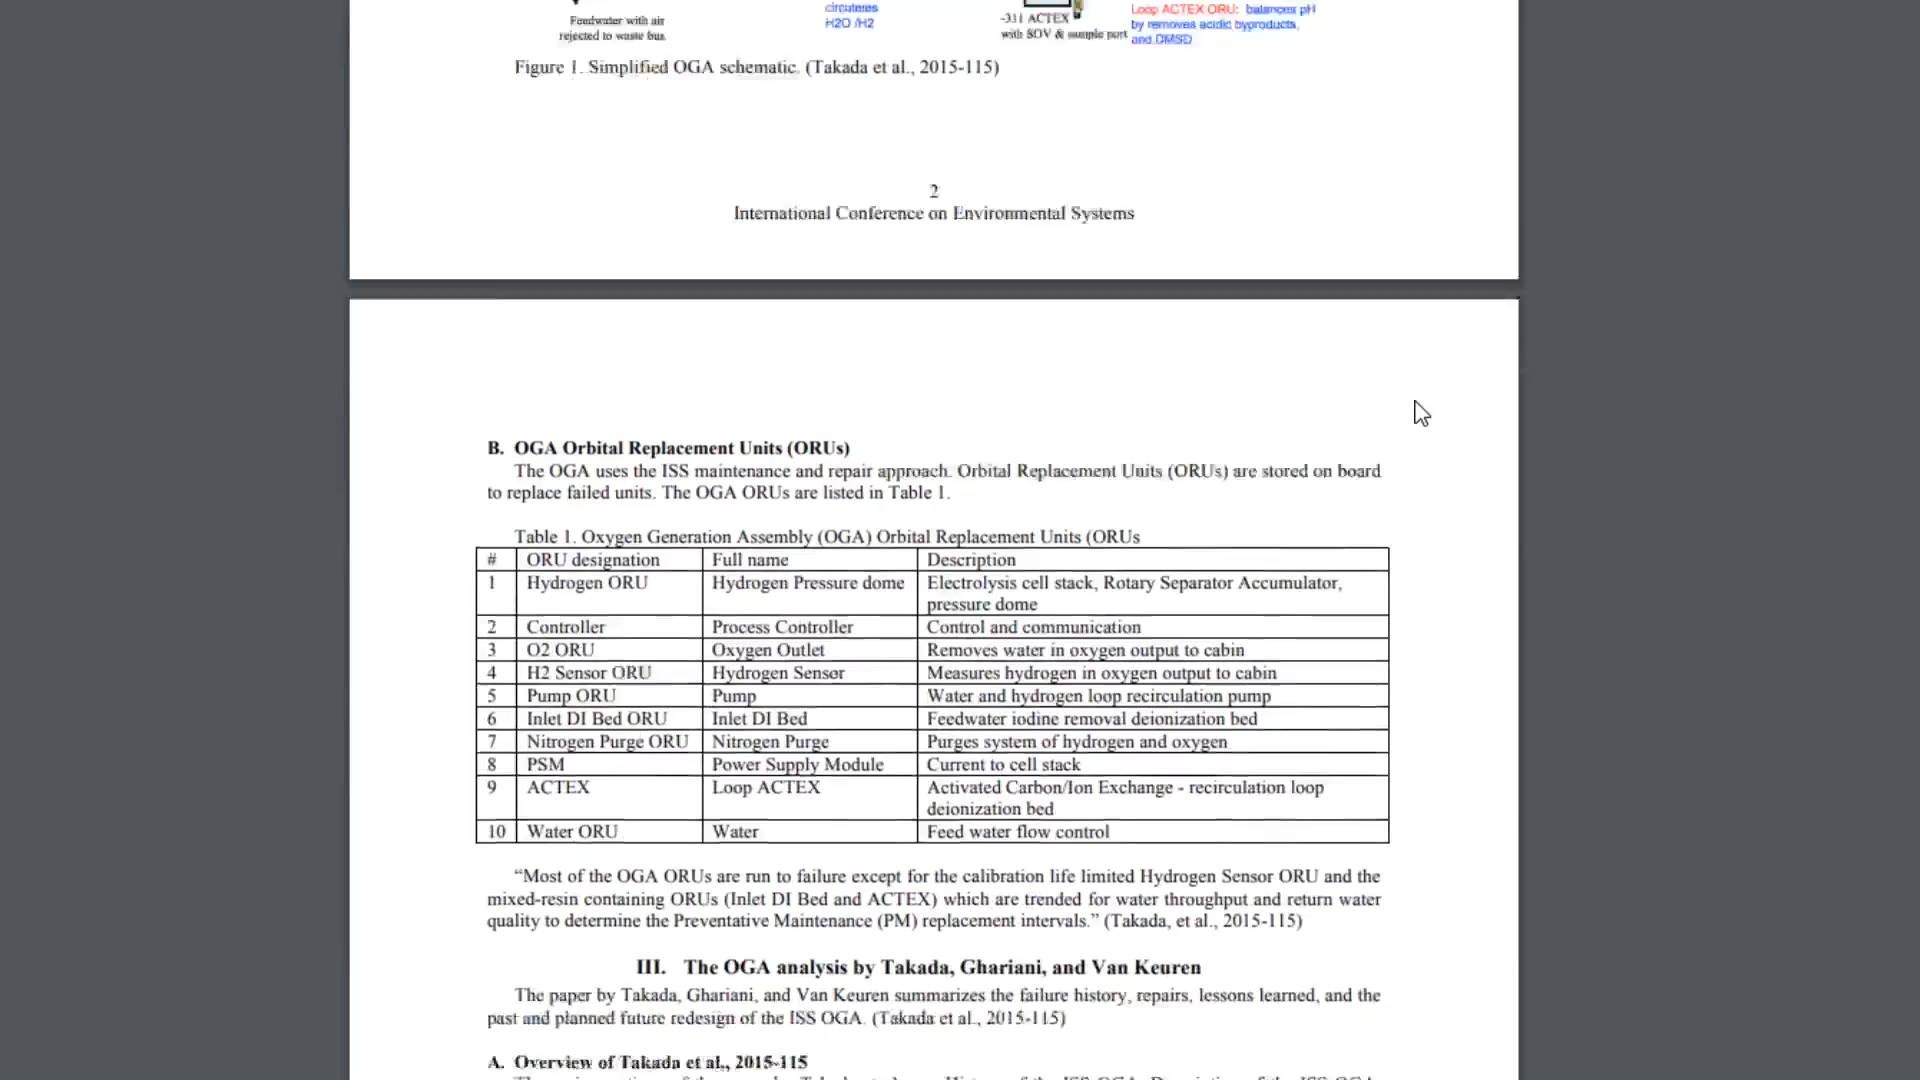 Feedwater with air
rejected to waste bus.
circulates
H2O /H2
-311 ACTEX
with SOV & sample port
Loop ACTEX ORU: balances pH
by removes acidic byproducts,
and DMSD
Figure 1. Simplified OGA schematic. (Takada et al., 2015-115)
2
International Conference on Environmental Systems
B. OGA Orbital Replacement Units (ORUs)
The OGA uses the ISS maintenance and repair approach. Orbital Replacement Units (ORUs) are stored on board
to replace failed units. The OGA ORUs are listed in Table 1.
Table 1. Oxygen Generation Assembly (OGA) Orbital Replacement Units (ORUs
# ORU designation Full name Description
1 Hydrogen ORU Hydrogen Pressure dome Electrolysis cell stack, Rotary Separator Accumulator,
pressure dome
2 Controller Process Controller Control and communication
3 O2 ORU Oxygen Outlet Removes water in oxygen output to cabin
4 H2 Sensor ORU Hydrogen Sensor Measures hydrogen in oxygen output to cabin
5 Pump ORU Pump Water and hydrogen loop recirculation pump
6 Inlet DI Bed ORU Inlet DI Bed Feedwater iodine removal deionization bed
7 Nitrogen Purge ORU Nitrogen Purge Purges system of hydrogen and oxygen
8 PSM Power Supply Module Current to cell stack
9 ACTEX Loop ACTEX Activated Carbon/Ion Exchange - recirculation loop
deionization bed
10 Water ORU Water Feed water flow control
“Most of the OGA ORUs are run to failure except for the calibration life limited Hydrogen Sensor ORU and the
mixed-resin containing ORUs (Inlet DI Bed and ACTEX) which are trended for water throughput and return water
quality to determine the Preventative Maintenance (PM) replacement intervals.” (Takada, et al., 2015-115)
III. The OGA analysis by Takada, Ghariani, and Van Keuren
The paper by Takada, Ghariani, and Van Keuren summarizes the failure history, repairs, lessons learned, and the
past and planned future redesign of the ISS OGA. (Takada et al., 2015-115)
A. Overview of Takada et al., 2015-115